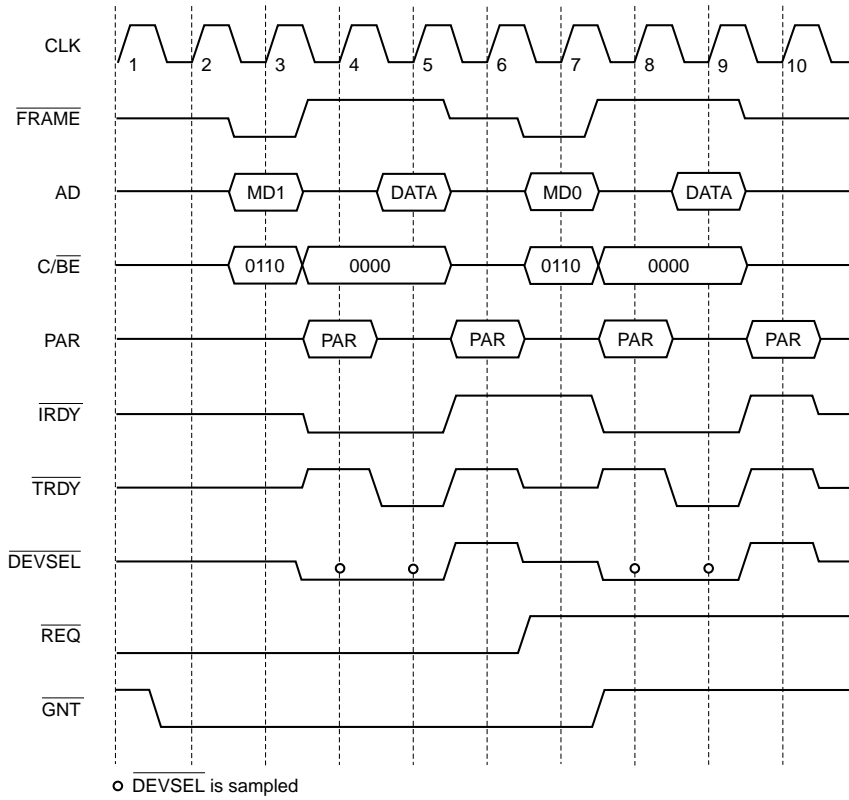 CLK
1 2 3 4 5 6 7 8 9 10
FRAME
AD MD1 DATA MD0 DATA
C/BE 0110 0000 0110 0000
PAR PAR PAR PAR PAR
IRDY
TRDY
DEVSEL
REQ
GNT
DEVSEL is sampled